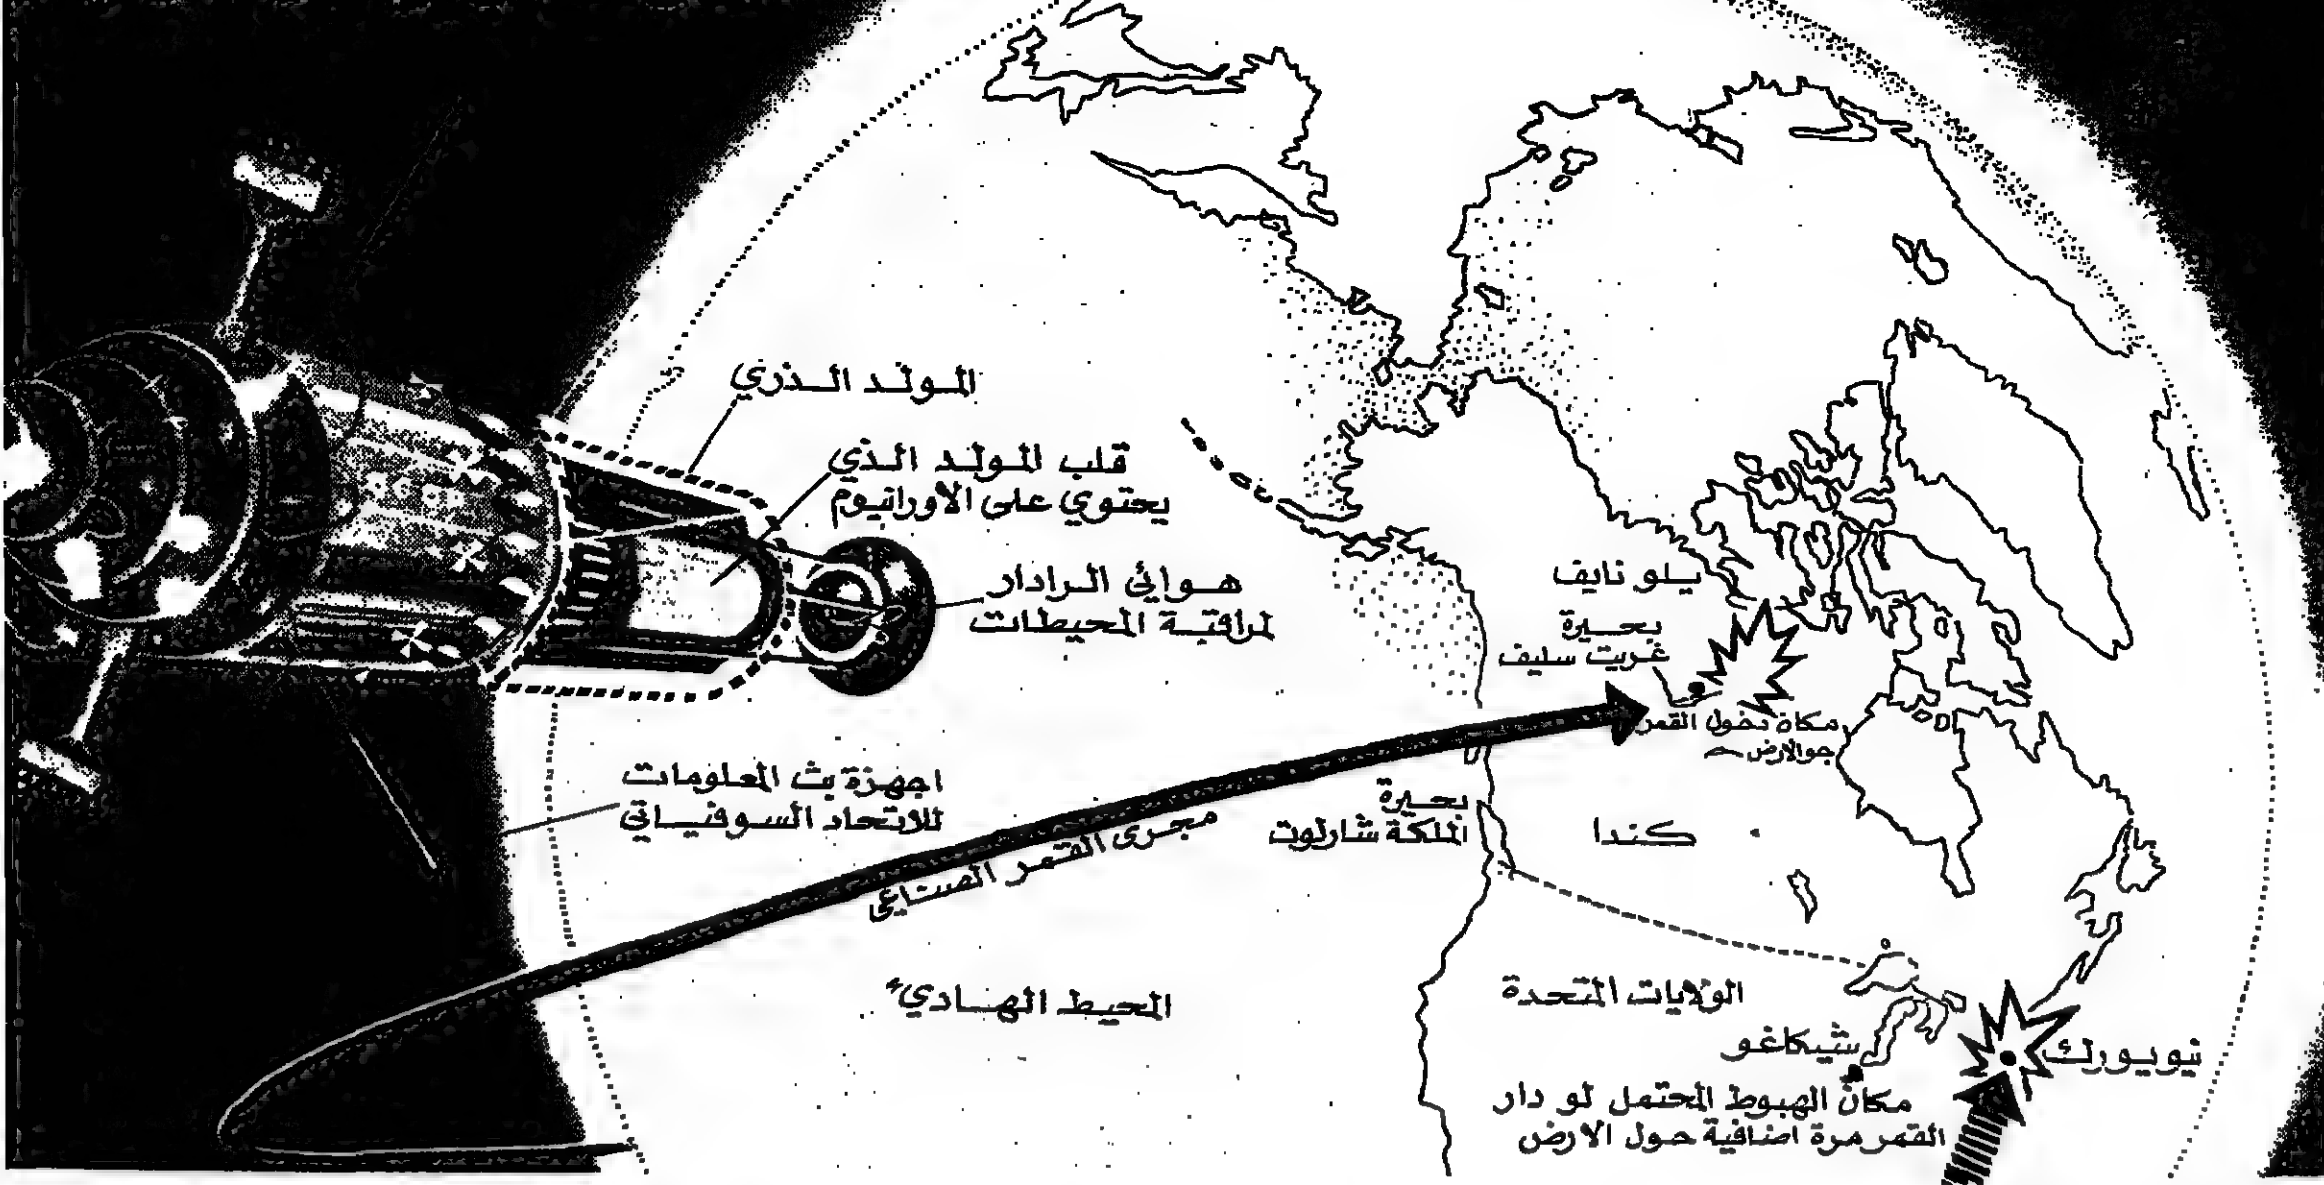 المولد الذري
قلب المولد الذي
يحتوي على الاورانيوم
هوائي الرادار
لمراقبة المحيطات
اجهزة بث المعلومات
للاتحاد السوفياتي
مجرى القمر الصناعي
المحيط الهادي
يلو نايف
بحيرة
غريت سليف
مكان دخول القمر
جو الارض
بحيرة
الملكة شارلوت
كندا
الولايات المتحدة
شيكاغو
نيويورك
مكان الهبوط المحتمل لو دار
القمر مرة اضافية حول الارض